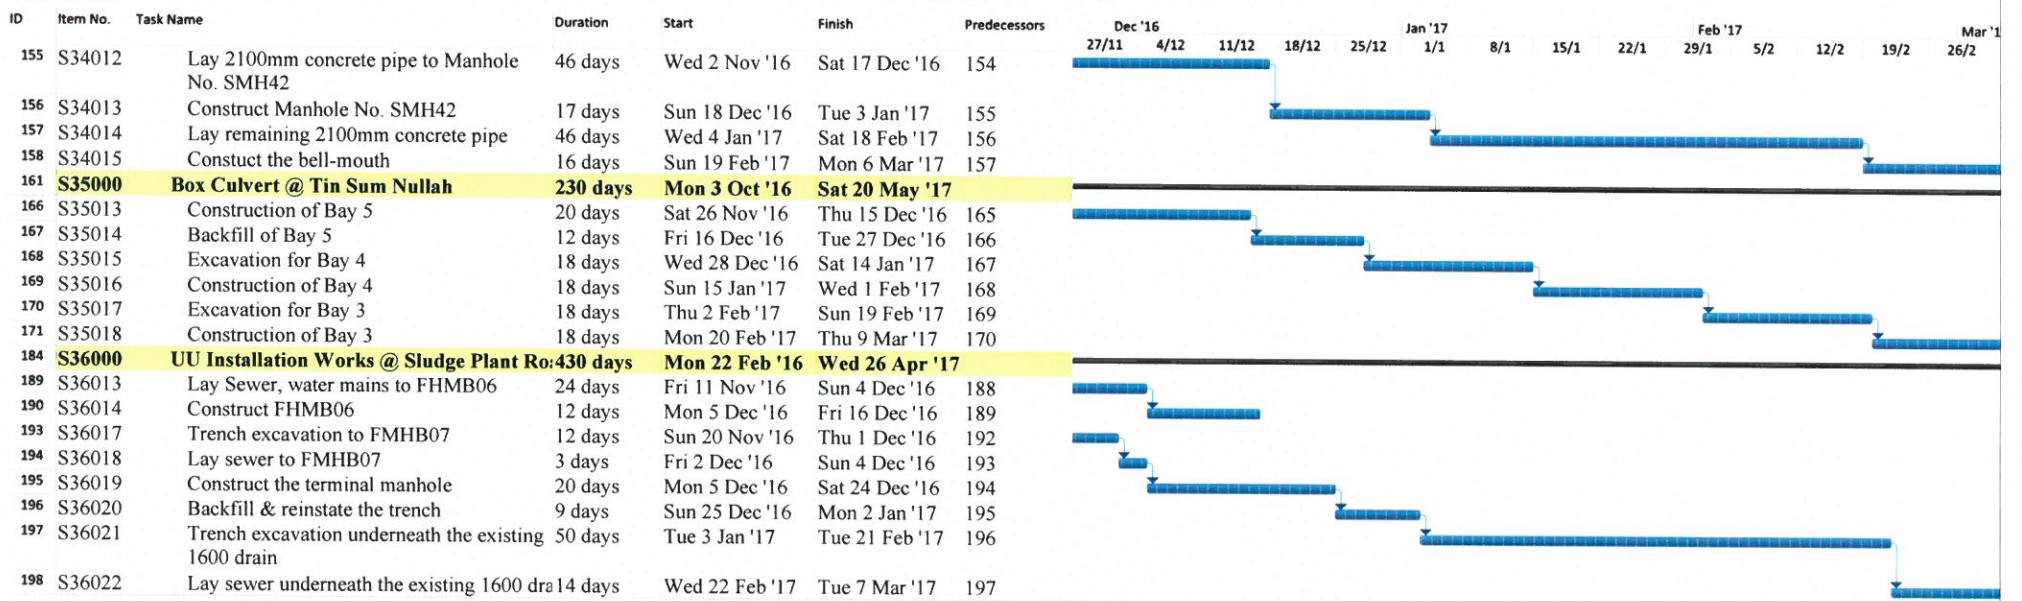 ID Item No. Task Name Duration Start Finish Predecessors Dec '16 Jan '17 Feb '17 Mar '1
27/11 4/12 11/12 18/12 25/12 1/1 8/1 15/1 22/1 29/1 5/2 12/2 19/2 26/2
155 S34012 Lay 2100mm concrete pipe to Manhole 46 days Wed 2 Nov '16 Sat 17 Dec '16 154
No. SMH42
156 S34013 Construct Manhole No. SMH42 17 days Sun 18 Dec '16 Tue 3 Jan '17 155
157 S34014 Lay remaining 2100mm concrete pipe 46 days Wed 4 Jan '17 Sat 18 Feb '17 156
158 S34015 Constuct the bell-mouth 16 days Sun 19 Feb '17 Mon 6 Mar '17 157
161 S35000 Box Culvert @ Tin Sum Nullah 230 days Mon 3 Oct '16 Sat 20 May '17
166 S35013 Construction of Bay 5 20 days Sat 26 Nov '16 Thu 15 Dec '16 165
167 S35014 Backfill of Bay 5 12 days Fri 16 Dec '16 Tue 27 Dec '16 166
168 S35015 Excavation for Bay 4 18 days Wed 28 Dec '16 Sat 14 Jan '17 167
169 S35016 Construction of Bay 4 18 days Sun 15 Jan '17 Wed 1 Feb '17 168
170 S35017 Excavation for Bay 3 18 days Thu 2 Feb '17 Sun 19 Feb '17 169
171 S35018 Construction of Bay 3 18 days Mon 20 Feb '17 Thu 9 Mar '17 170
184 S36000 UU Installation Works @ Sludge Plant Ro: 430 days Mon 22 Feb '16 Wed 26 Apr '17
189 S36013 Lay Sewer, water mains to FHMB06 24 days Fri 11 Nov '16 Sun 4 Dec '16 188
190 S36014 Construct FHMB06 12 days Mon 5 Dec '16 Fri 16 Dec '16 189
193 S36017 Trench excavation to FMHB07 12 days Sun 20 Nov '16 Thu 1 Dec '16 192
194 S36018 Lay sewer to FMHB07 3 days Fri 2 Dec '16 Sun 4 Dec '16 193
195 S36019 Construct the terminal manhole 20 days Mon 5 Dec '16 Sat 24 Dec '16 194
196 S36020 Backfill & reinstate the trench 9 days Sun 25 Dec '16 Mon 2 Jan '17 195
197 S36021 Trench excavation underneath the existing 50 days Tue 3 Jan '17 Tue 21 Feb '17 196
1600 drain
198 S36022 Lay sewer underneath the existing 1600 dra 14 days Wed 22 Feb '17 Tue 7 Mar '17 197